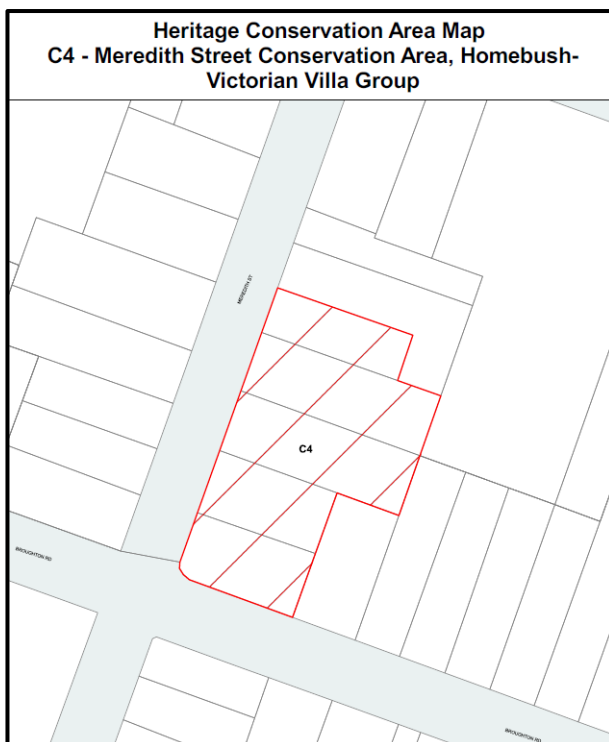 Heritage Conservation Area Map
C4 - Meredith Street Conservation Area, Homebush-
Victorian Villa Group
MEREDITH ST
C4
BROUGHTON RD
BROUGHTON RD